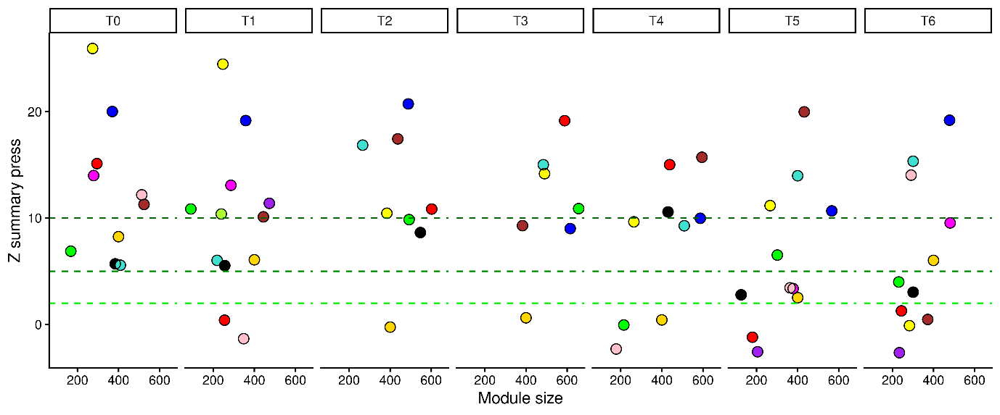 T0 T1 T2 T3 T4 T5 T6
20
10
0
Z summary press
200 400 600 200 400 600 200 400 600 200 400 600 200 400 600 200 400 600 200 400 600
Module size